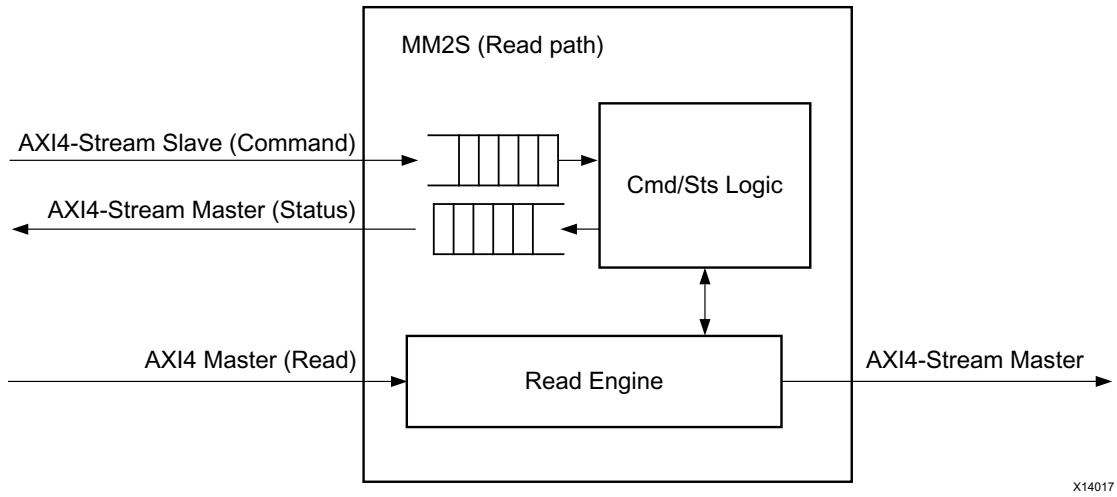 MM2S (Read path)
AXI4-Stream Slave (Command)
Cmd/Sts Logic
AXI4-Stream Master (Status)
AXI4 Master (Read)
Read Engine
AXI4-Stream Master
X14017